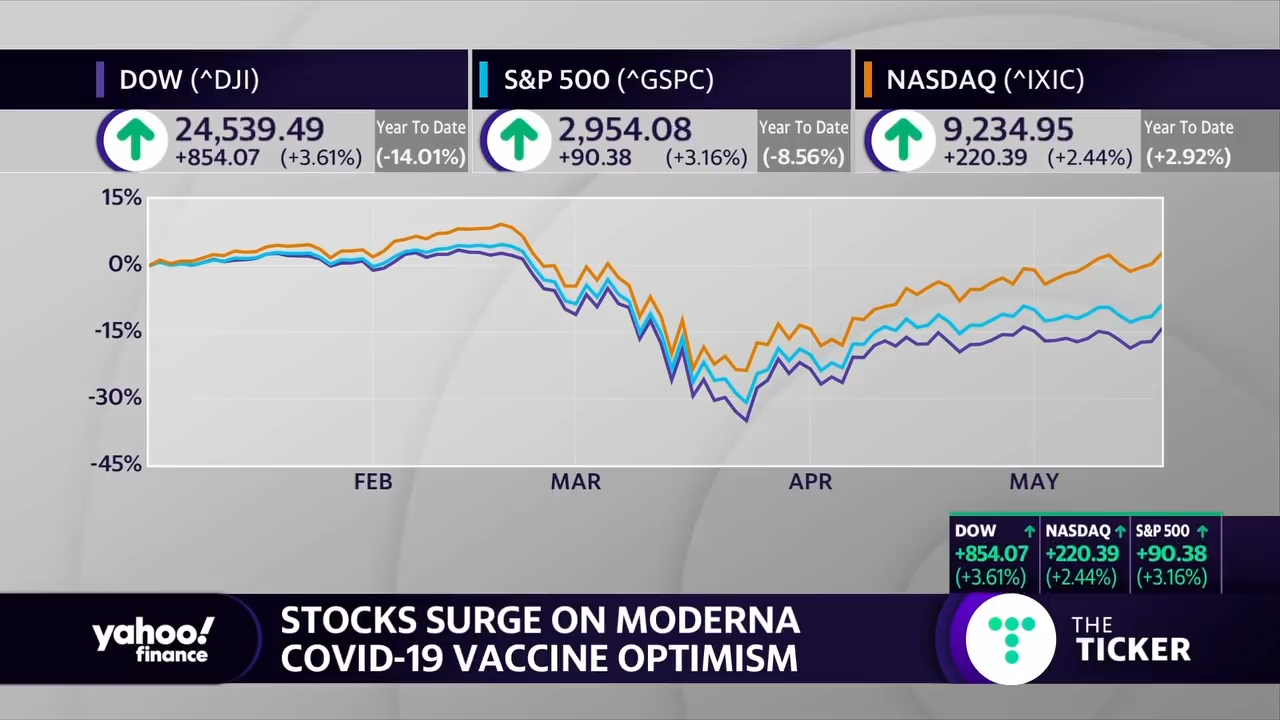 DOW (^DJI)
24,539.49
+854.07 (+3.61%)
Year To Date
(-14.01%)
S&P 500 (^GSPC)
2,954.08
+90.38 (+3.16%)
Year To Date
(-8.56%)
NASDAQ (^IXIC)
9,234.95
+220.39 (+2.44%)
Year To Date
(+2.92%)
15%
0%
-15%
-30%
-45%
FEB MAR APR MAY
DOW
+854.07
(+3.61%)
NASDAQ
+220.39
(+2.44%)
S&P 500
+90.38
(+3.16%)
yahoo!
finance
STOCKS SURGE ON MODERNA
COVID-19 VACCINE OPTIMISM
THE
TICKER